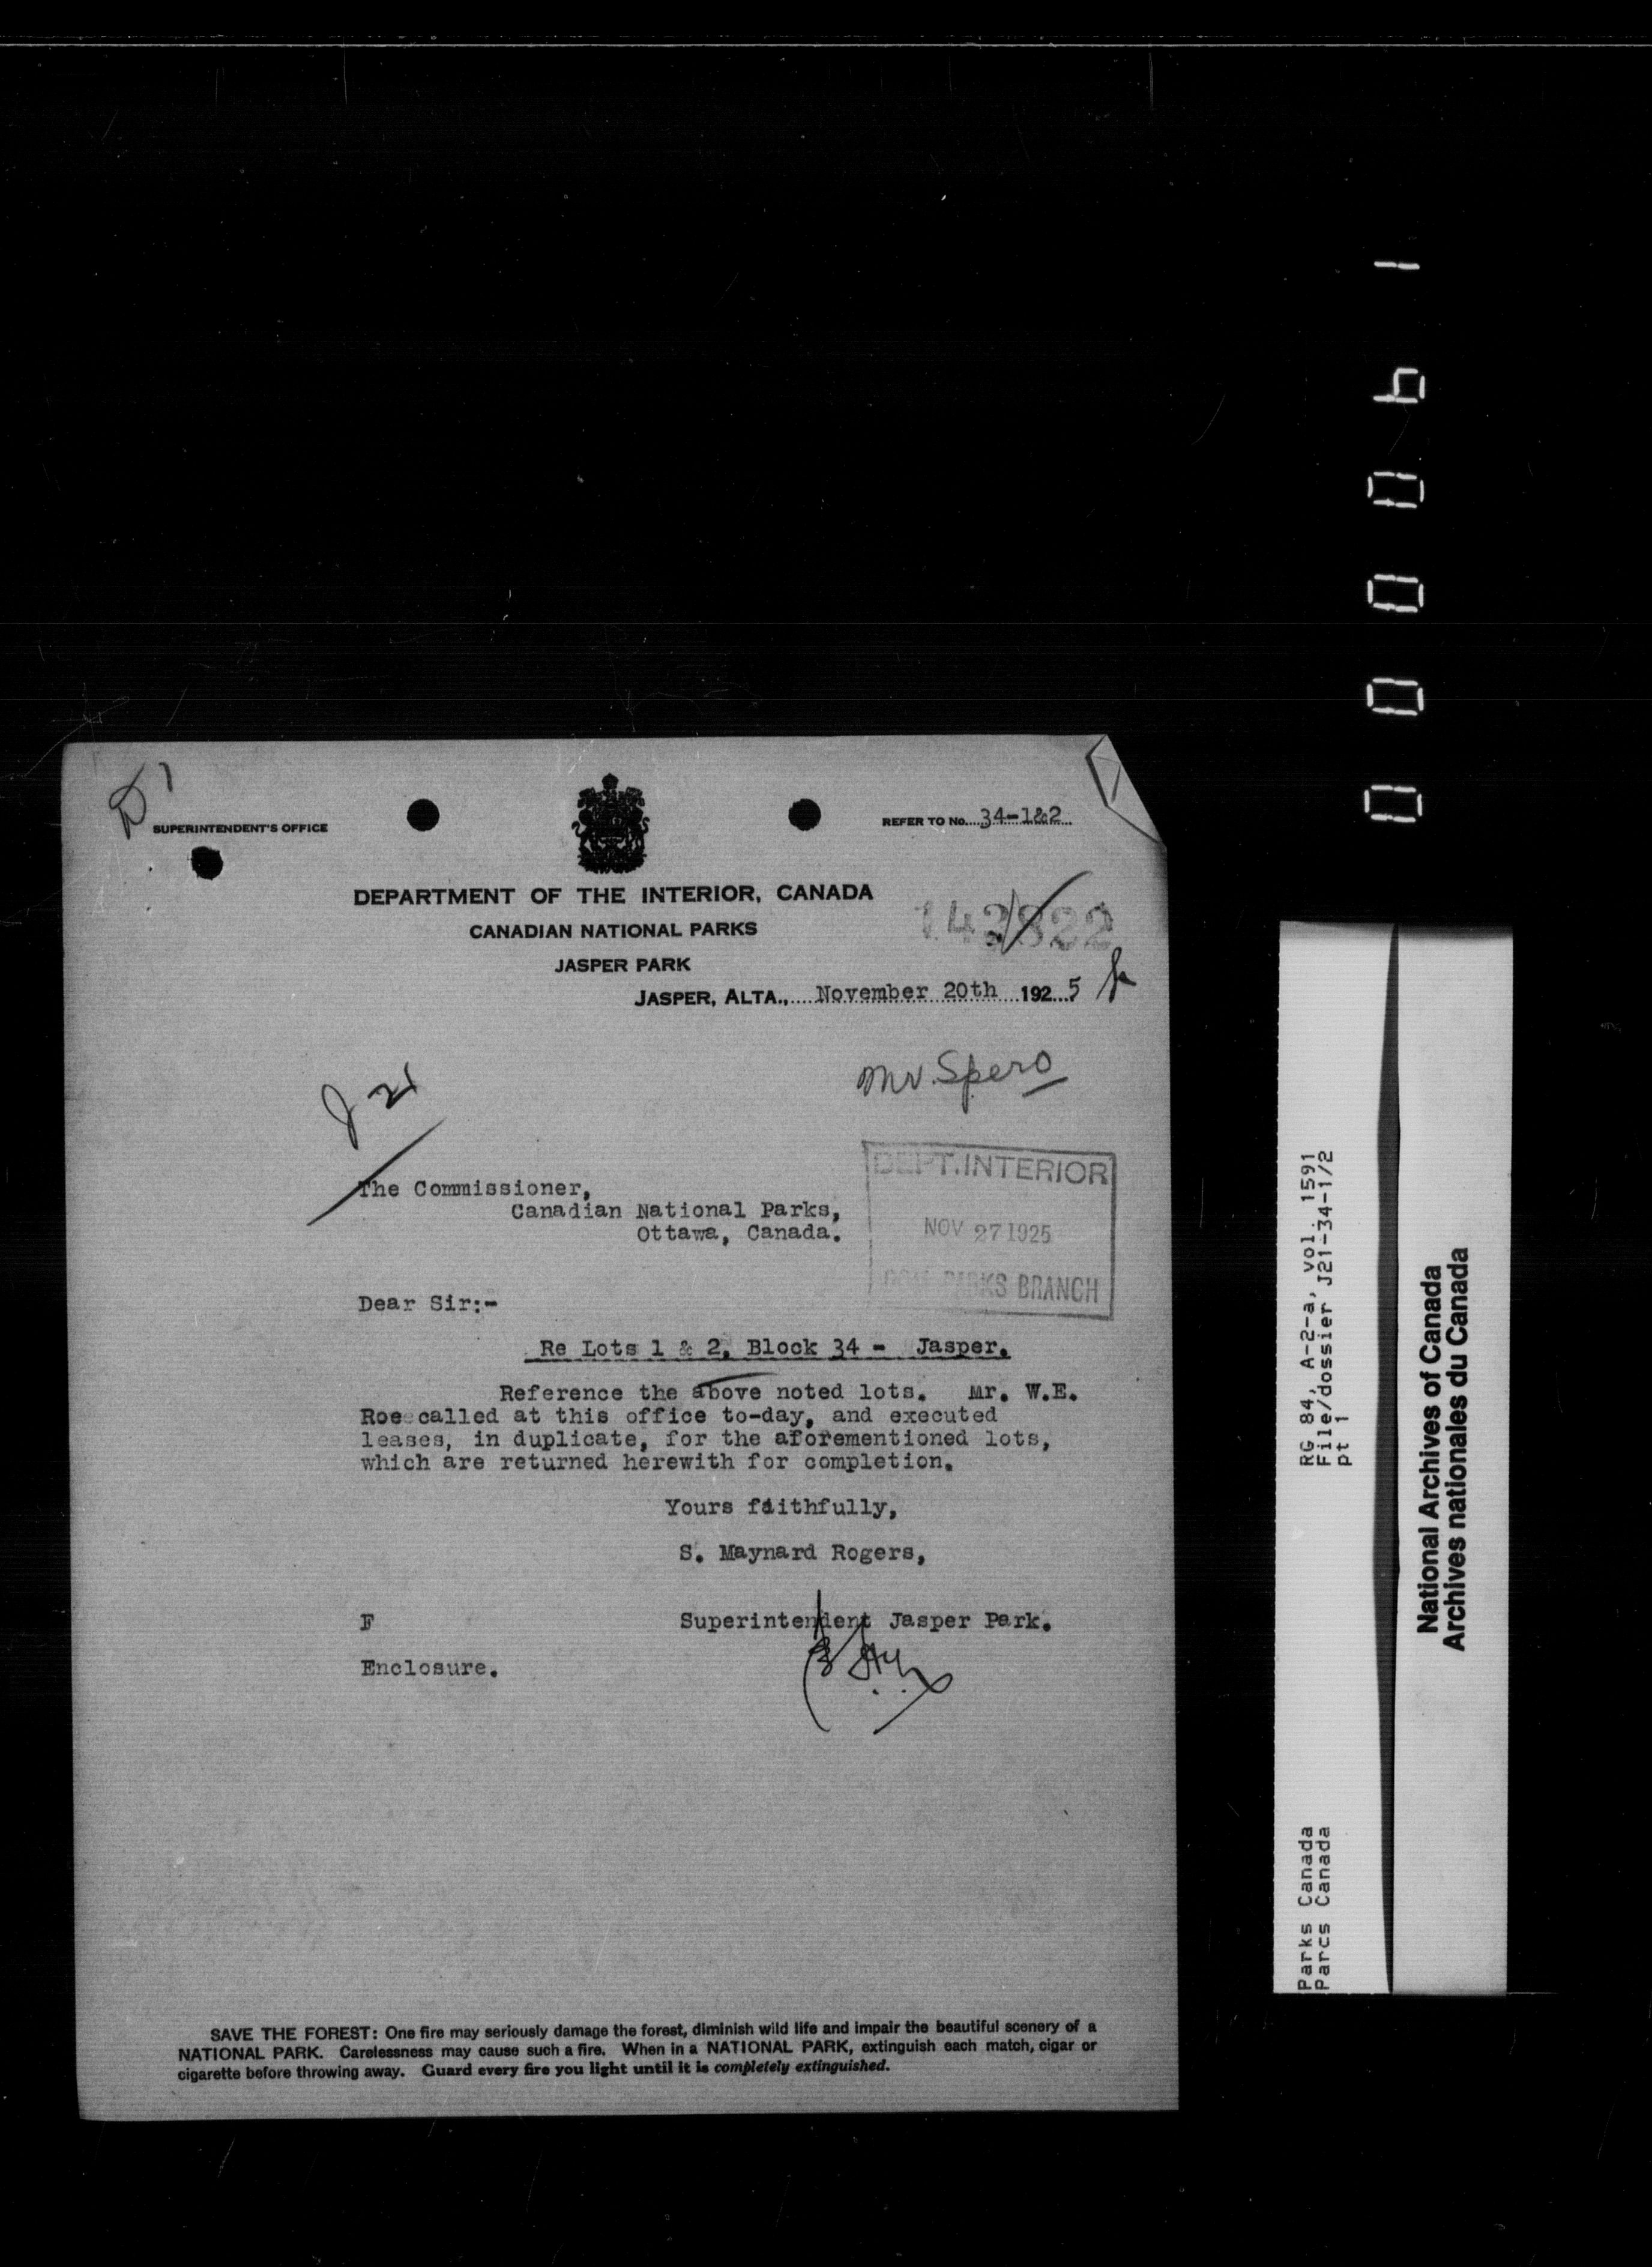 SUPERINTENDENT'S OFFICE
REFER TO No. 34-1&2
DEPARTMENT OF THE INTERIOR, CANADA
CANADIAN NATIONAL PARKS
JASPER PARK
JASPER, ALTA., November 20th 1925
J 21
Mr. Spero
The Commissioner,
Canadian National Parks,
Ottawa, Canada.
DEPT. INTERIOR
NOV 27 1925
PARKS BRANCH
Dear Sir:-
Re Lots 1 & 2, Block 34 - Jasper.
Reference the above noted lots. Mr. W.E.
Roe called at this office to-day, and executed
leases, in duplicate, for the aforementioned lots,
which are returned herewith for completion.
Yours faithfully,
S. Maynard Rogers,
F
Superintendent Jasper Park.
Enclosure.
SAVE THE FOREST: One fire may seriously damage the forest, diminish wild life and impair the beautiful scenery of a
NATIONAL PARK. Carelessness may cause such a fire. When in a NATIONAL PARK, extinguish each match, cigar or
cigarette before throwing away. Guard every fire you light until it is completely extinguished.
RG 84, A-2-a, vol. 1591
File/dossier J21-34-1/2
pt 1
Parks Canada
Parcs Canada
National Archives of Canada
Archives nationales du Canada